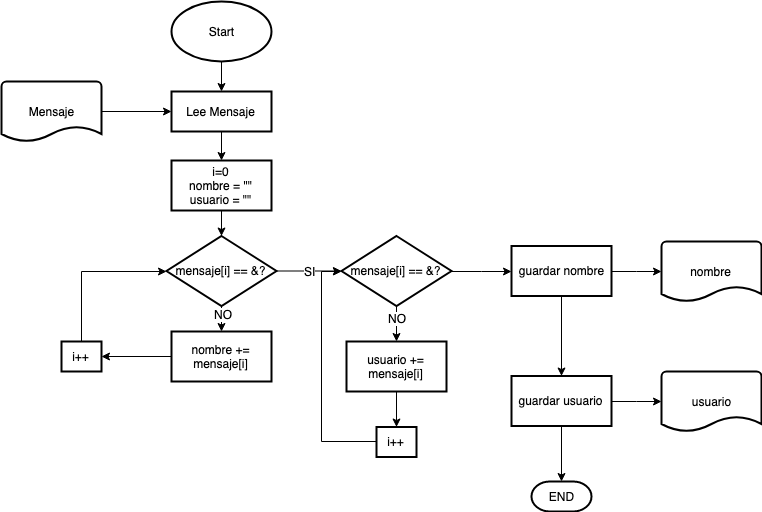 Start
Mensaje
Lee Mensaje
i=0
nombre = ""
usuario = ""
mensaje[i] == &?
SI
mensaje[i] == &?
guardar nombre
nombre
NO
NO
i++
nombre +=
mensaje[i]
usuario +=
mensaje[i]
guardar usuario
usuario
i++
END